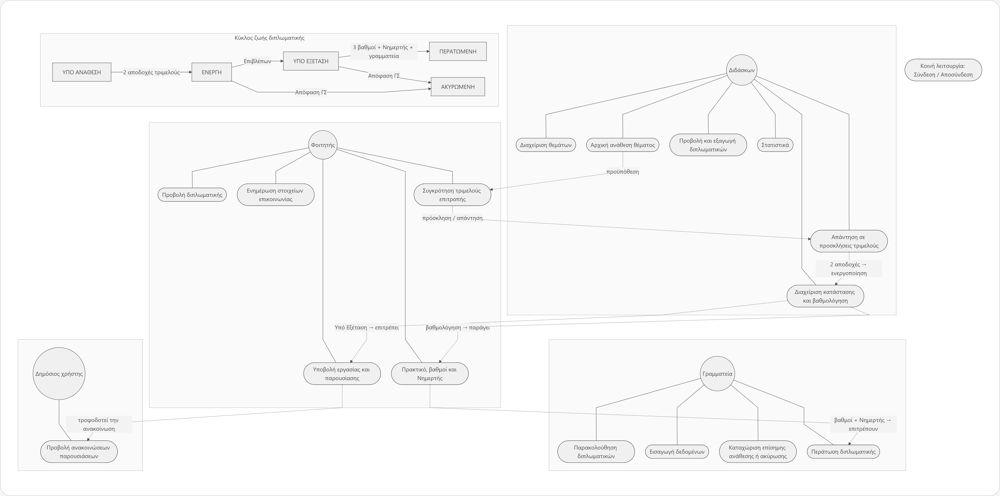 Κύκλος ζωής διπλωματικής
ΥΠΟ ΑΝΑΘΕΣΗ
2 αποδοχές τριμελούς
ΕΝΕΡΓΗ
Επιβλέπων
ΥΠΟ ΕΞΕΤΑΣΗ
3 βαθμοί + Νημερτής +
γραμματεία
ΠΕΡΑΤΩΜΕΝΗ
Απόφαση ΓΣ
Απόφαση ΓΣ
ΑΚΥΡΩΜΕΝΗ
Διδάσκων
Κοινή λειτουργία:
Σύνδεση / Αποσύνδεση
Διαχείριση θεμάτων
Αρχική ανάθεση θέματος
Προβολή και εξαγωγή
διπλωματικών
Στατιστικά
προϋπόθεση
Φοιτητής
Προβολή διπλωματικής
Ενημέρωση στοιχείων
επικοινωνίας
Συγκρότηση τριμελούς
επιτροπής
πρόσκληση / απάντηση
Απάντηση σε
προσκλήσεις τριμελούς
2 αποδοχές →
ενεργοποίηση
Διαχείριση κατάστασης
και βαθμολόγηση
Υπό Εξέταση → επιτρέπει
βαθμολόγηση → παράγει
Υποβολή εργασίας και
παρουσίασης
Πρακτικό, βαθμοί και
Νημερτής
Δημόσιος χρήστης
τροφοδοτεί την
ανακοίνωση
Προβολή ανακοινώσεων
παρουσιάσεων
Γραμματεία
βαθμοί + Νημερτής →
επιτρέπουν
Παρακολούθηση
διπλωματικών
Εισαγωγή δεδομένων
Καταχώριση επίσημης
ανάθεσης ή ακύρωσης
Περάτωση διπλωματικής